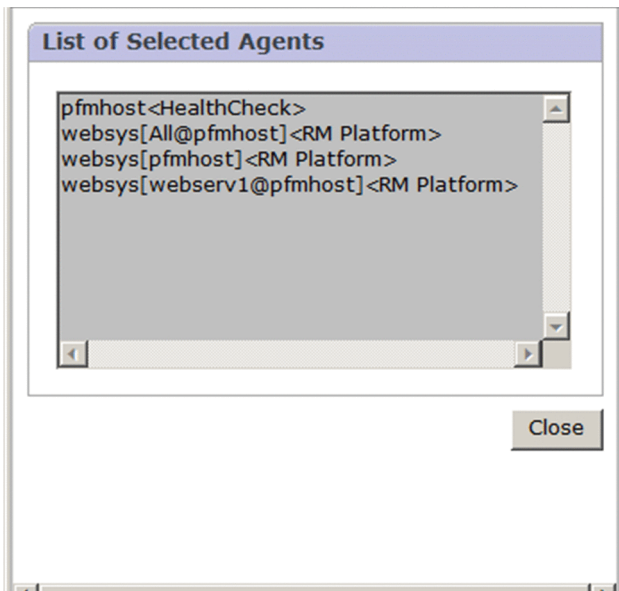 List of Selected Agents
pfmhost<HealthCheck>
websys[All@pfmhost]<RM Platform>
websys[pfmhost]<RM Platform>
websys[webserv1@pfmhost]<RM Platform>
Close